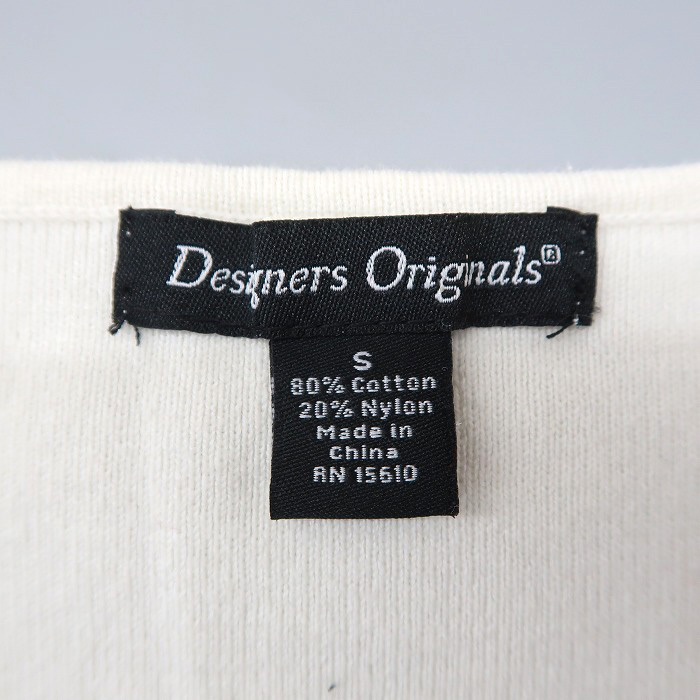 Designers Originals®
S
80% Cotton
20% Nylon
Made in
China
RN 15610